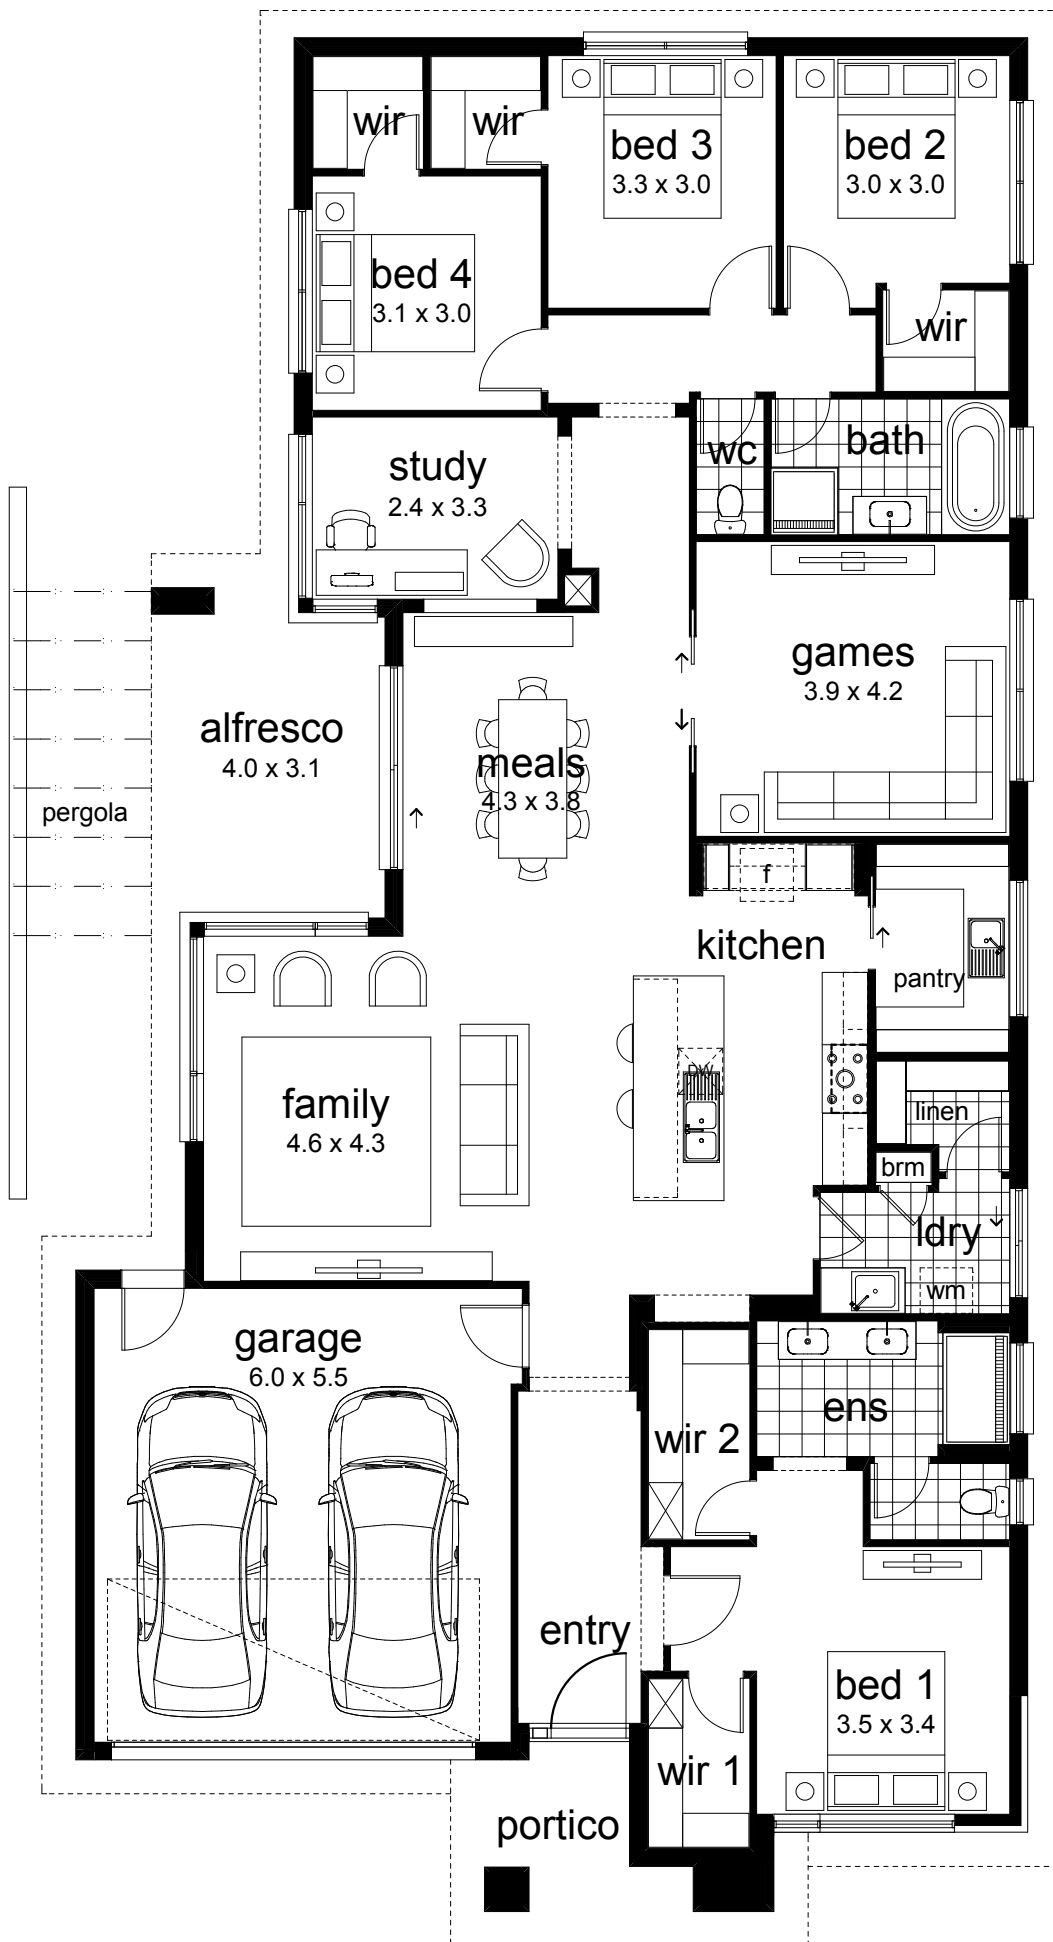 wir
wir
bed 3
3.3 x 3.0
bed 2
3.0 x 3.0
bed 4
3.1 x 3.0
wir
study
2.4 x 3.3
wc
bath
games
3.9 x 4.2
alfresco
4.0 x 3.1
meals
4.3 x 3.8
pergola
f
kitchen
pantry
DW
family
4.6 x 4.3
linen
brm
ldry
wm
garage
6.0 x 5.5
ens
wir 2
entry
bed 1
3.5 x 3.4
wir 1
portico